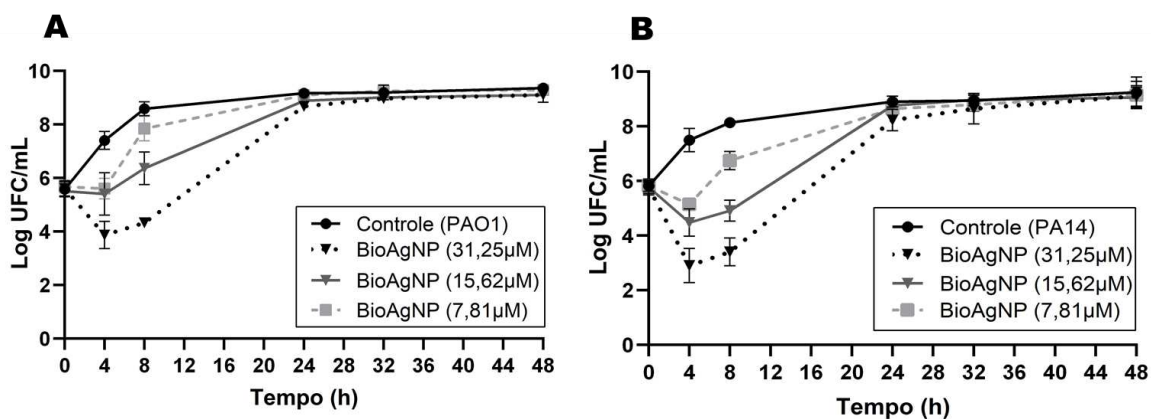 A
Log UFC/mL
10
8
6
4
2
0
Controle (PAO1)
BioAgNP (31,25µM)
BioAgNP (15,62µM)
BioAgNP (7,81µM)
0 4 8 12 16 20 24 28 32 36 40 44 48
Tempo (h)
B
Log UFC/mL
10
8
6
4
2
0
Controle (PA14)
BioAgNP (31,25µM)
BioAgNP (15,62µM)
BioAgNP (7,81µM)
0 4 8 12 16 20 24 28 32 36 40 44 48
Tempo (h)